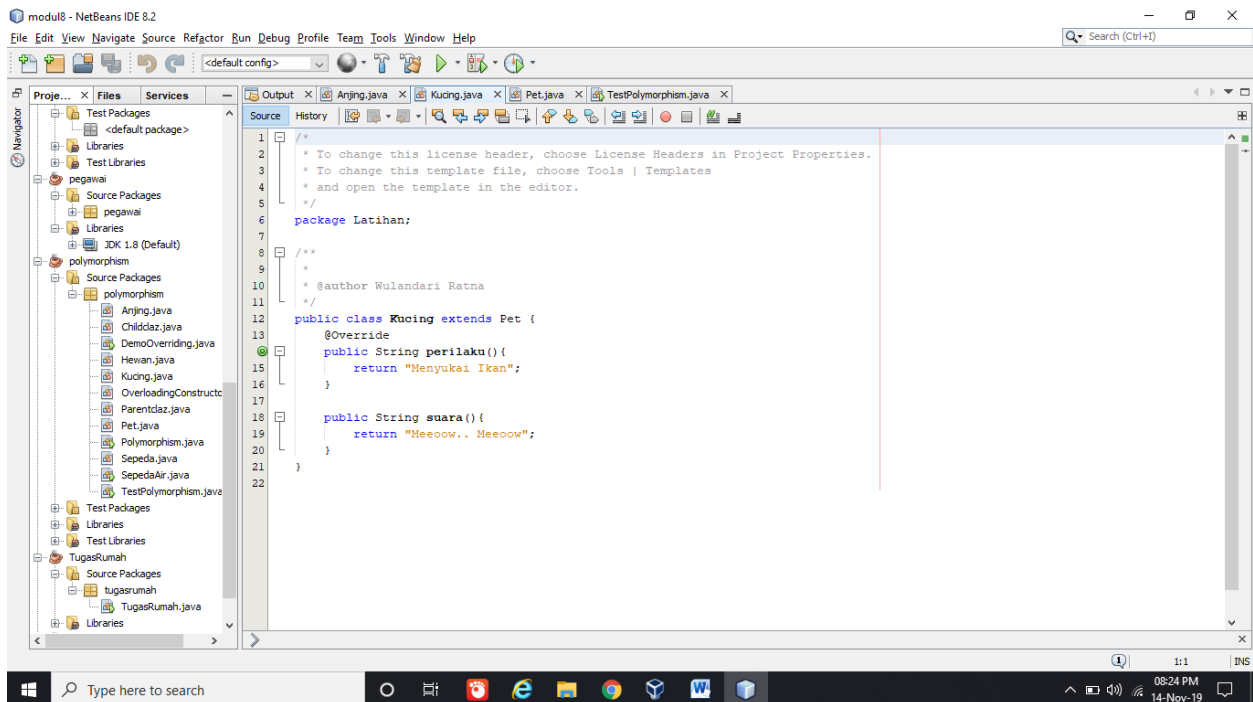 modul8 - NetBeans IDE 8.2
File Edit View Navigate Source Refactor Run Debug Profile Team Tools Window Help
Search (Ctrl+I)
<default config>
Proje... Files Services
Output Anjing.java Kucing.java Pet.java TestPolymorphism.java
Navigator
Source History
Test Packages
<default package>
Libraries
Test Libraries
pegawai
Source Packages
pegawai
Libraries
JDK 1.8 (Default)
polymorphism
Source Packages
polymorphism
Anjing.java
Childclaz.java
DemoOverriding.java
Hewan.java
Kucing.java
OverloadingConstructo
Parentclaz.java
Pet.java
Polymorphism.java
Sepeda.java
SepedaAir.java
TestPolymorphism.java
Test Packages
Libraries
Test Libraries
TugasRumah
Source Packages
tugasrumah
TugasRumah.java
Libraries
1 /*
2 * To change this license header, choose License Headers in Project Properties.
3 * To change this template file, choose Tools | Templates
4 * and open the template in the editor.
5 */
6 package Latihan;
7
8 /**
9 *
10 * @author Wulandari Ratna
11 */
12 public class Kucing extends Pet {
13 @Override
public String perilaku(){
15 return "Menyukai Ikan";
16 }
17
18 public String suara(){
19 return "Meeoow.. Meeoow";
20 }
21 }
22
1 1:1 INS
Type here to search
08:24 PM
14-Nov-19